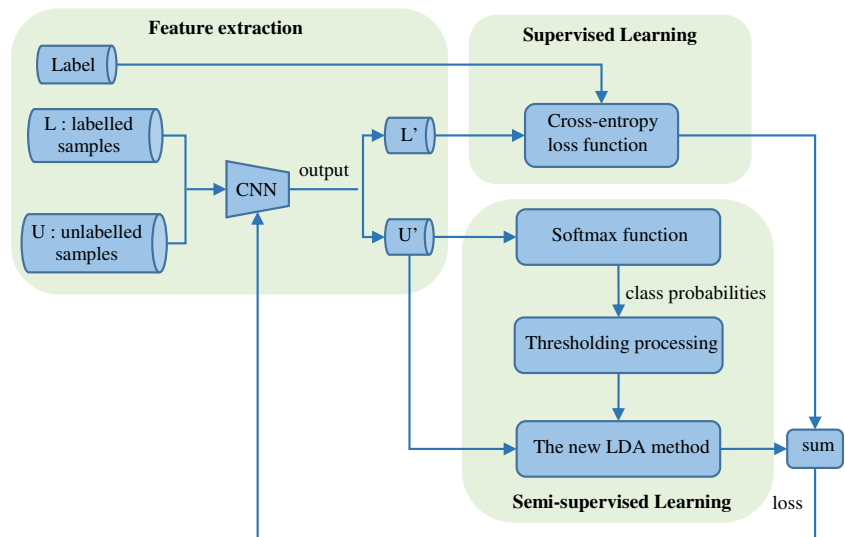 Feature extraction
Label
L : labelled
samples
U : unlabelled
samples
CNN
output
L’
U’
Supervised Learning
Cross-entropy
loss function
Softmax function
class probabilities
Thresholding processing
The new LDA method
Semi-supervised Learning
sum
loss